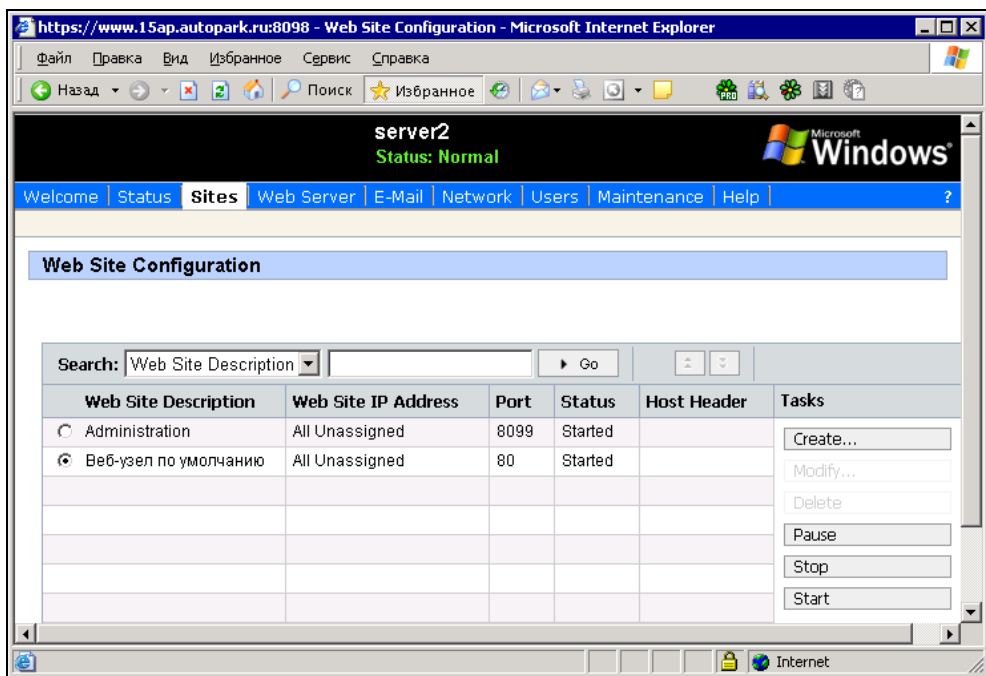 https://www.15ap.autopark.ru:8098 - Web Site Configuration - Microsoft Internet Explorer
Файл Правка Вид Избранное Сервис Справка
Назад Поиск Избранное PRO
server2
Status: Normal
Microsoft
Windows
Welcome Status Sites Web Server E-Mail Network Users Maintenance Help ?
Web Site Configuration
Search: Web Site Description Go
Web Site Description Web Site IP Address Port Status Host Header Tasks
Administration All Unassigned 8099 Started
Create...
Веб-узел по умолчанию All Unassigned 80 Started
Modify...
Delete
Pause
Stop
Start
Internet